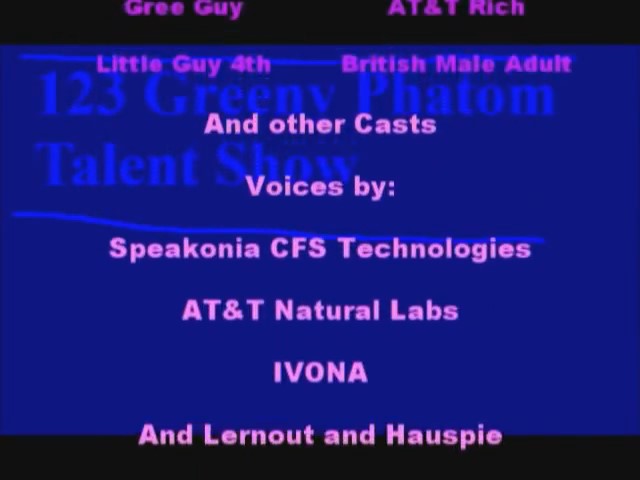 Gree Guy AT&T Rich
Little Guy 4th British Male Adult
123 Greeny Phatom
And other Casts
Talent Show
Voices by:
Speakonia CFS Technologies
AT&T Natural Labs
IVONA
And Lernout and Hauspie